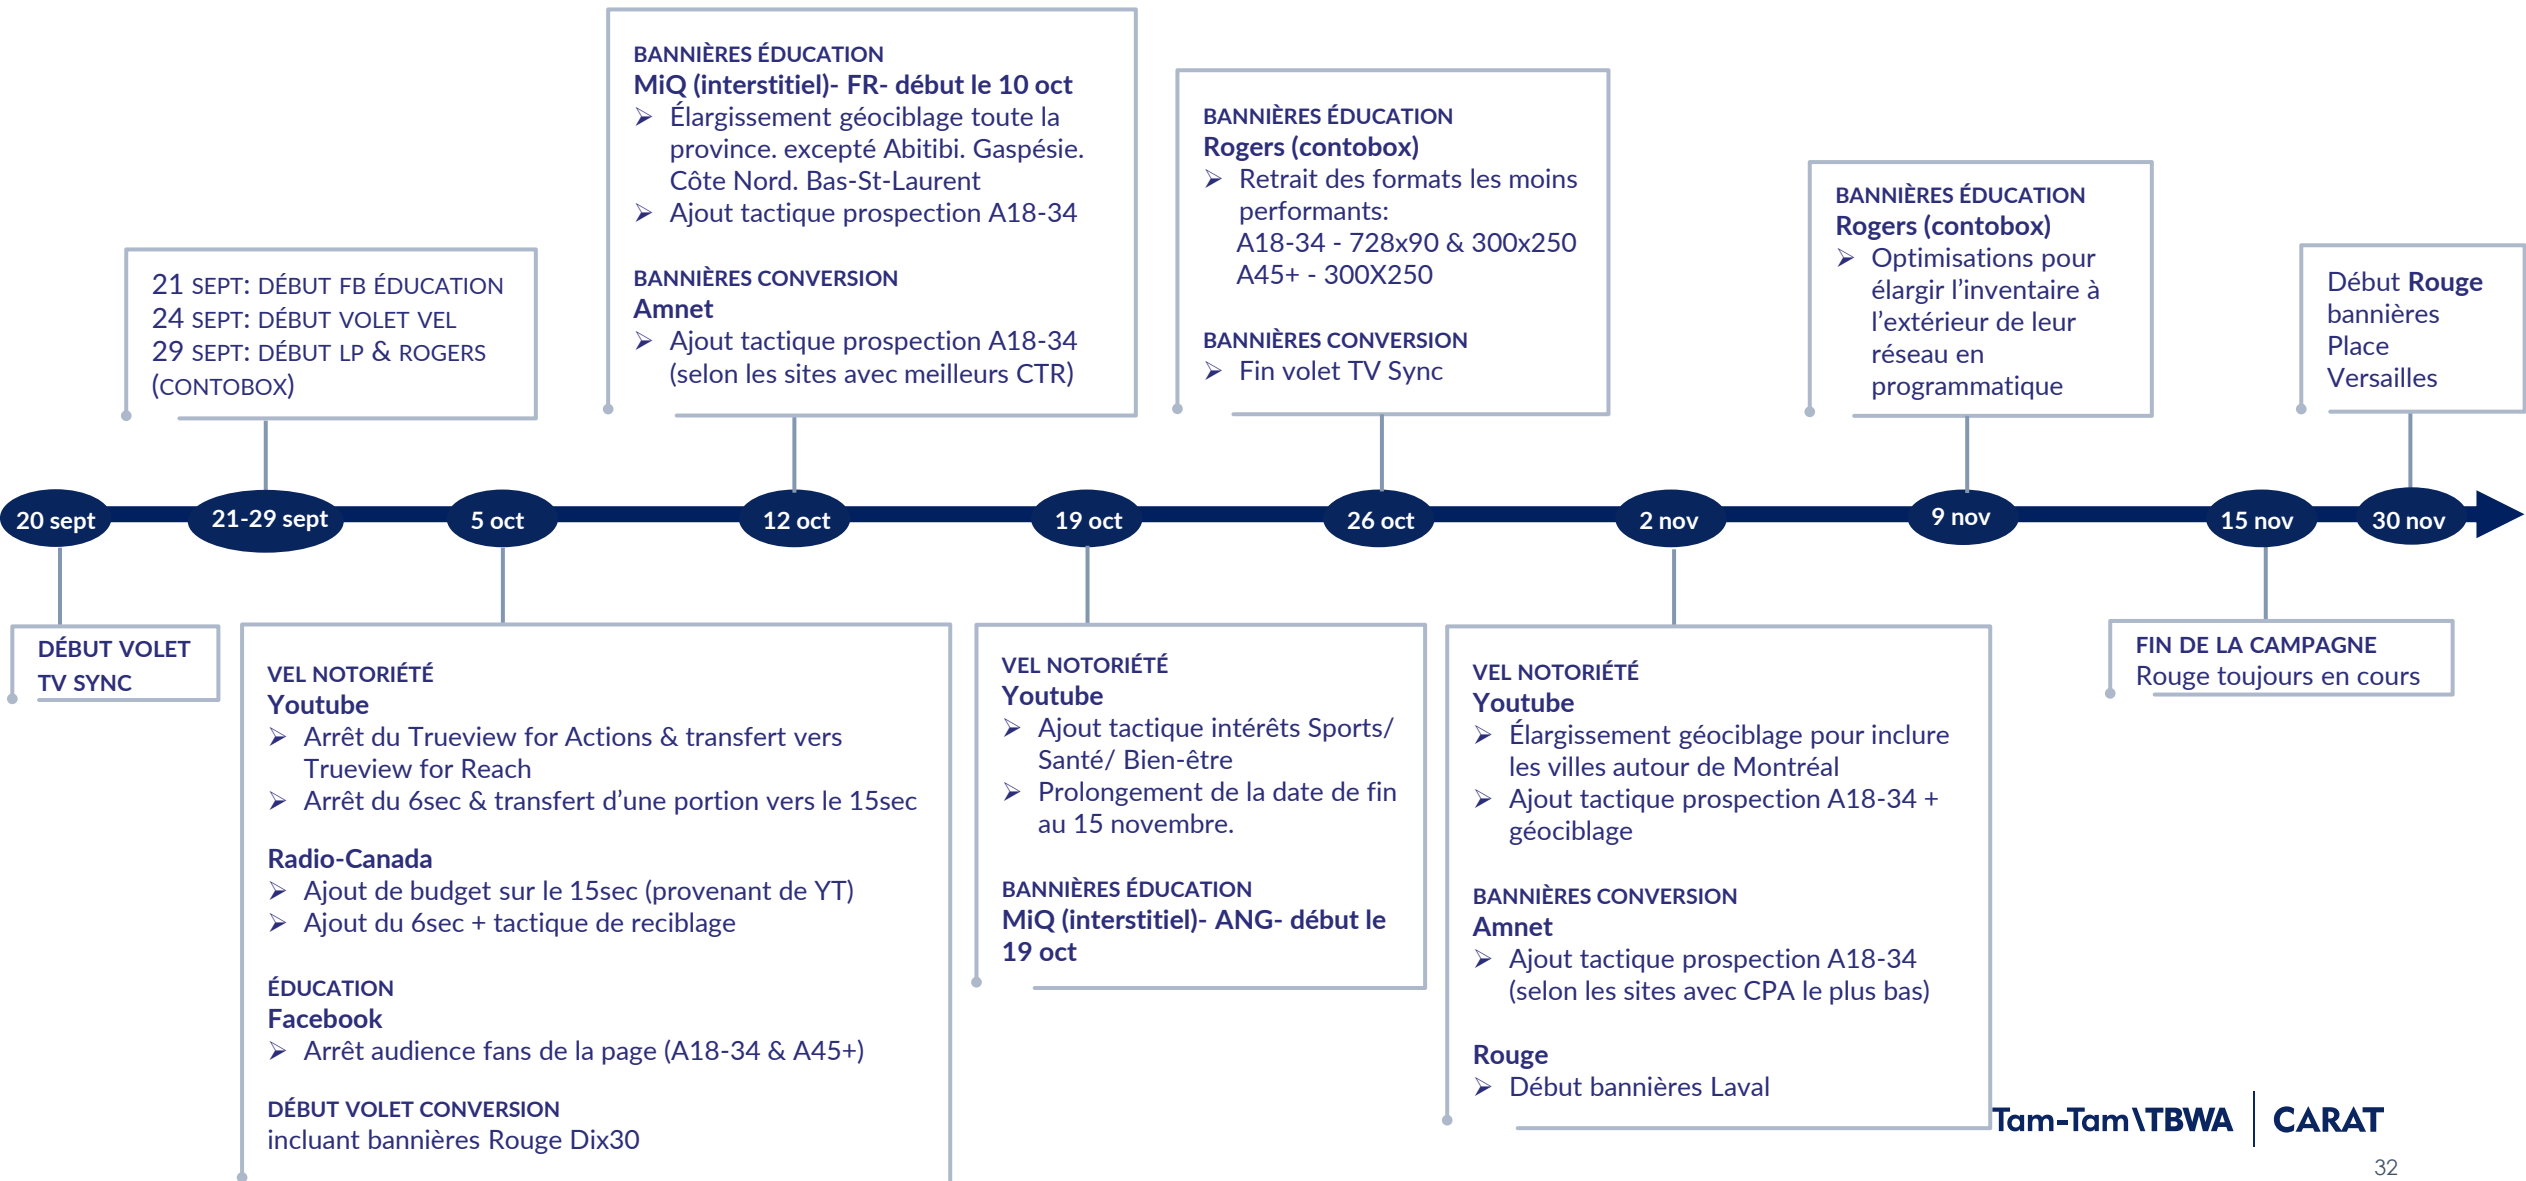 BANNIÈRES ÉDUCATION
MiQ (interstitiel)- FR- début le 10 oct
➢ Élargissement géociblage toute la
province. excepté Abitibi. Gaspésie.
Côte Nord. Bas-St-Laurent
➢ Ajout tactique prospection A18-34
BANNIÈRES CONVERSION
Amnet
➢ Ajout tactique prospection A18-34
(selon les sites avec meilleurs CTR)
BANNIÈRES ÉDUCATION
Rogers (contobox)
➢ Retrait des formats les moins
performants:
A18-34 - 728x90 & 300x250
A45+ - 300X250
BANNIÈRES CONVERSION
➢ Fin volet TV Sync
BANNIÈRES ÉDUCATION
Rogers (contobox)
➢ Optimisations pour
élargir l’inventaire à
l’extérieur de leur
réseau en
programmatique
Début Rouge
bannières
Place
Versailles
21 SEPT: DÉBUT FB ÉDUCATION
24 SEPT: DÉBUT VOLET VEL
29 SEPT: DÉBUT LP & ROGERS
(CONTOBOX)
20 sept
21-29 sept
5 oct
12 oct
19 oct
26 oct
2 nov
9 nov
15 nov
30 nov
DÉBUT VOLET
TV SYNC
VEL NOTORIÉTÉ
Youtube
➢ Arrêt du Trueview for Actions & transfert vers
Trueview for Reach
➢ Arrêt du 6sec & transfert d’une portion vers le 15sec
Radio-Canada
➢ Ajout de budget sur le 15sec (provenant de YT)
➢ Ajout du 6sec + tactique de reciblage
ÉDUCATION
Facebook
➢ Arrêt audience fans de la page (A18-34 & A45+)
DÉBUT VOLET CONVERSION
incluant bannières Rouge Dix30
VEL NOTORIÉTÉ
Youtube
➢ Ajout tactique intérêts Sports/
Santé/ Bien-être
➢ Prolongement de la date de fin
au 15 novembre.
BANNIÈRES ÉDUCATION
MiQ (interstitiel)- ANG- début le
19 oct
VEL NOTORIÉTÉ
Youtube
➢ Élargissement géociblage pour inclure
les villes autour de Montréal
➢ Ajout tactique prospection A18-34 +
géociblage
BANNIÈRES CONVERSION
Amnet
➢ Ajout tactique prospection A18-34
(selon les sites avec CPA le plus bas)
Rouge
➢ Début bannières Laval
FIN DE LA CAMPAGNE
Rouge toujours en cours
Tam-Tam\TBWA | CARAT
32